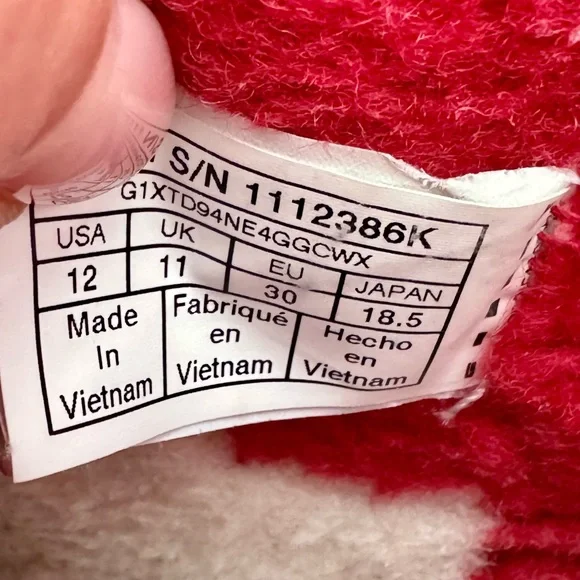 S/N 1112386K
G1XTD94NE4GGCWX
USA UK EU JAPAN
12 11 30 18.5
Made Fabriqué Hecho
In en en
Vietnam Vietnam Vietnam